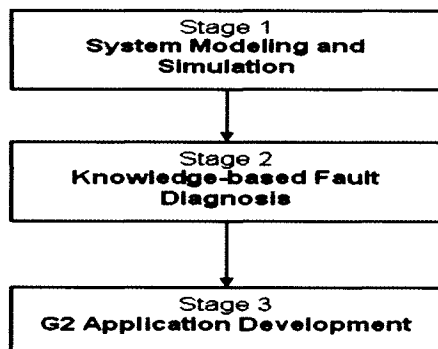 Stage 1
System Modeling and
Simulation
Stage 2
Knowledge-based Fault
Diagnosis
Stage 3
G2 Application Development